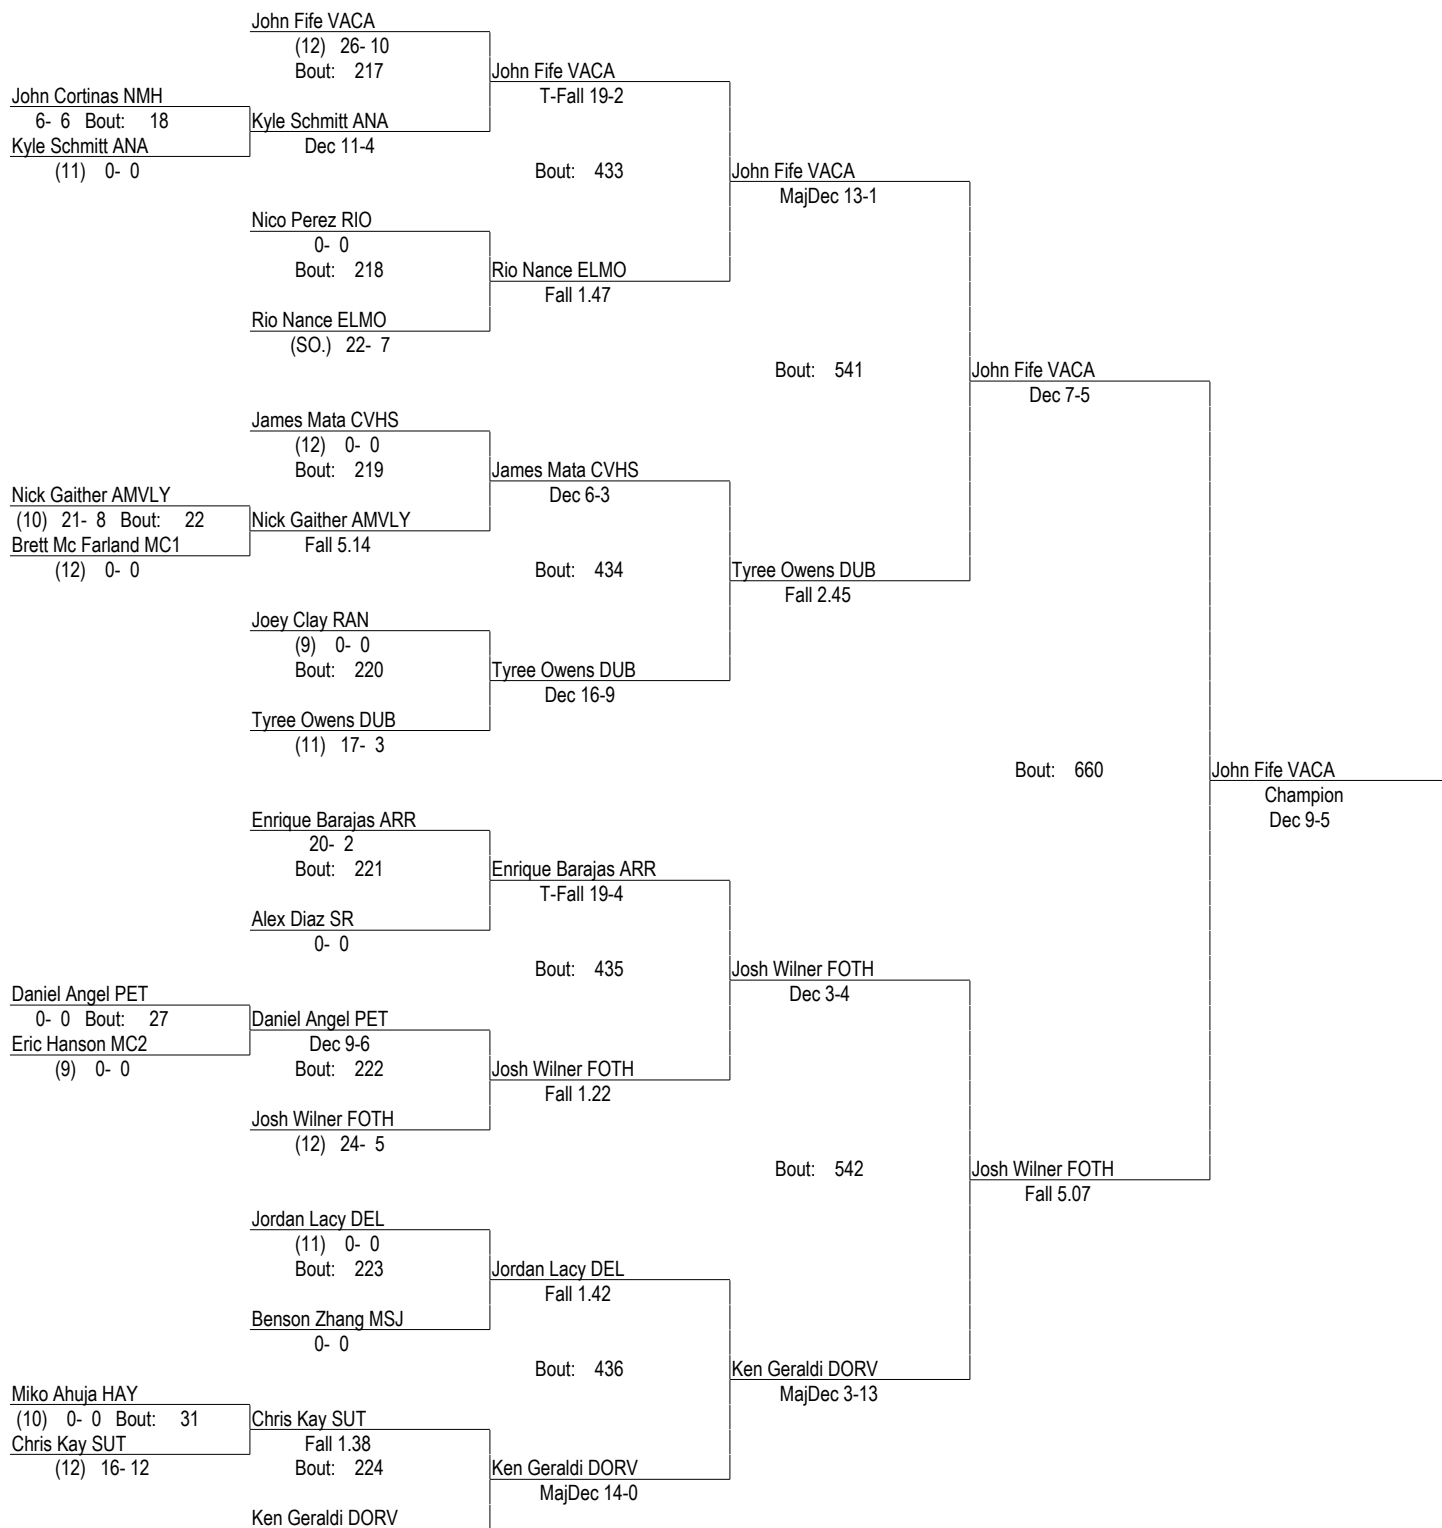 John Fife VACA
(12) 26- 10
Bout: 217
John Fife VACA
T-Fall 19-2
John Cortinas NMH
6- 6 Bout: 18
Kyle Schmitt ANA
(11) 0- 0
Kyle Schmitt ANA
Dec 11-4
Bout: 433
John Fife VACA
MajDec 13-1
Nico Perez RIO
0- 0
Bout: 218
Rio Nance ELMO
Fall 1.47
Rio Nance ELMO
(SO.) 22- 7
Bout: 541
John Fife VACA
Dec 7-5
James Mata CVHS
(12) 0- 0
Bout: 219
James Mata CVHS
Dec 6-3
Nick Gaither AMVLY
(10) 21- 8 Bout: 22
Brett Mc Farland MC1
(12) 0- 0
Nick Gaither AMVLY
Fall 5.14
Bout: 434
Tyree Owens DUB
Fall 2.45
Joey Clay RAN
(9) 0- 0
Bout: 220
Tyree Owens DUB
Dec 16-9
Tyree Owens DUB
(11) 17- 3
Bout: 660
John Fife VACA
Champion
Dec 9-5
Enrique Barajas ARR
20- 2
Bout: 221
Enrique Barajas ARR
T-Fall 19-4
Alex Diaz SR
0- 0
Bout: 435
Josh Wilner FOTH
Dec 3-4
Daniel Angel PET
0- 0 Bout: 27
Eric Hanson MC2
(9) 0- 0
Daniel Angel PET
Dec 9-6
Bout: 222
Josh Wilner FOTH
Fall 1.22
Josh Wilner FOTH
(12) 24- 5
Bout: 542
Josh Wilner FOTH
Fall 5.07
Jordan Lacy DEL
(11) 0- 0
Bout: 223
Jordan Lacy DEL
Fall 1.42
Benson Zhang MSJ
0- 0
Bout: 436
Ken Geraldi DORV
MajDec 3-13
Miko Ahuja HAY
(10) 0- 0 Bout: 31
Chris Kay SUT
(12) 16- 12
Chris Kay SUT
Fall 1.38
Bout: 224
Ken Geraldi DORV
MajDec 14-0
Ken Geraldi DORV